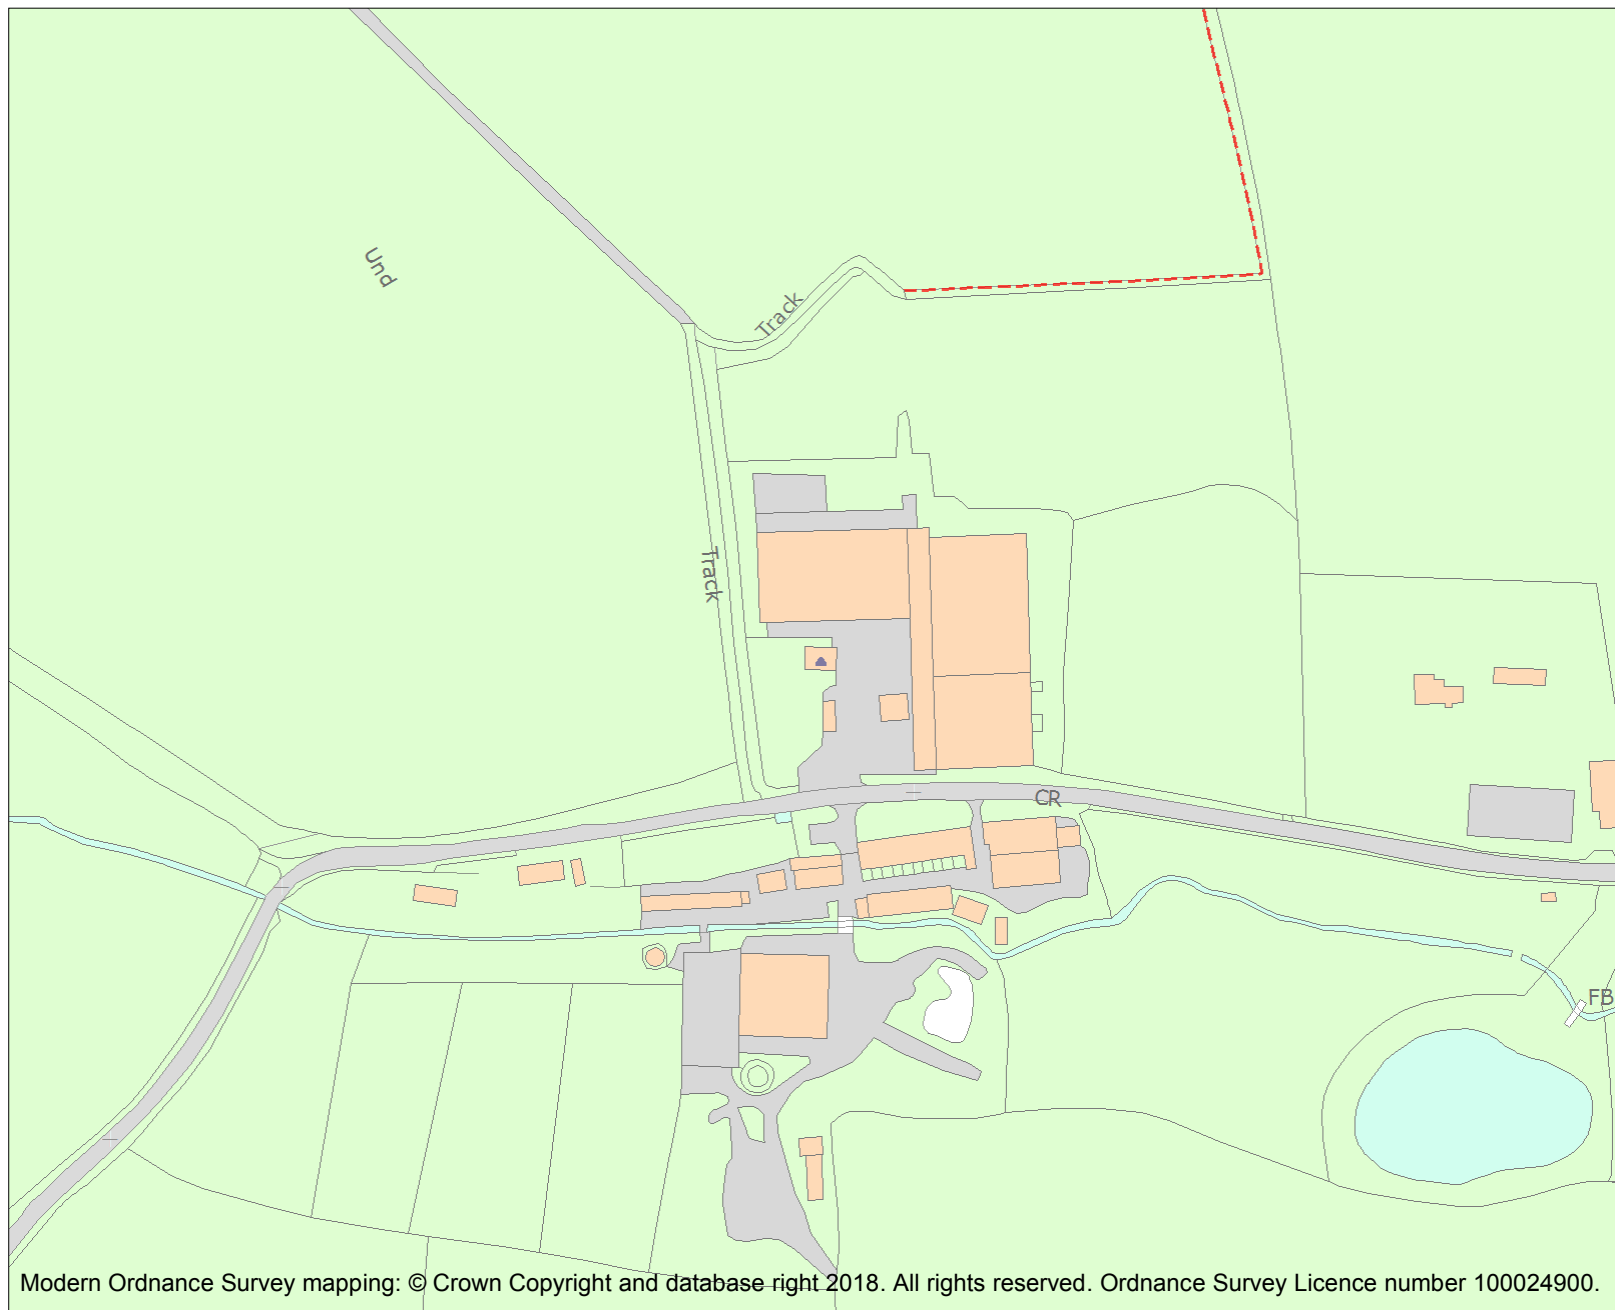 Und
Track
Track
CR
FB
Modern Ordnance Survey mapping: © Crown Copyright and database right 2018. All rights reserved. Ordnance Survey Licence number 100024900.